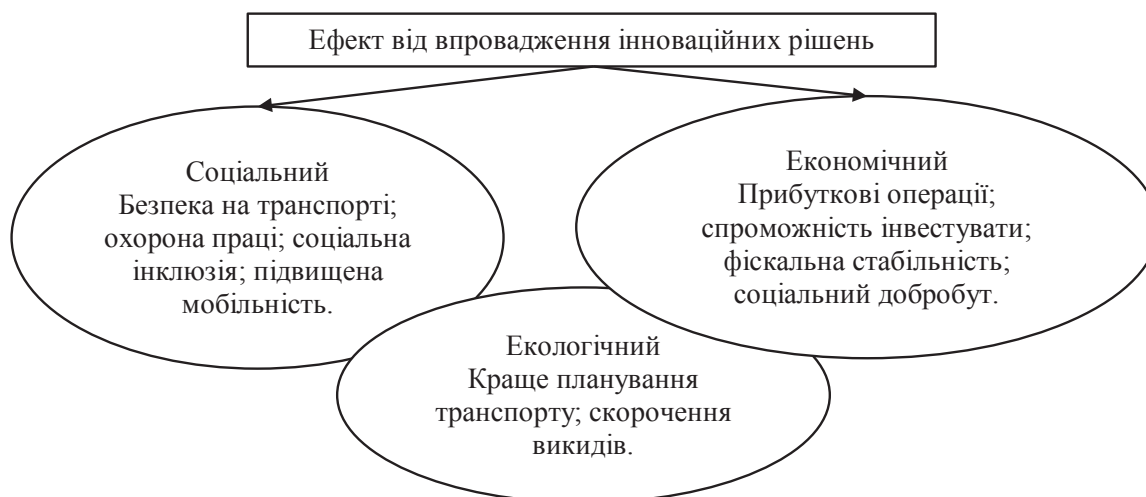 Ефект від впровадження інноваційних рішень
Соціальний
Безпека на транспорті;
охорона праці; соціальна
інклюзія; підвищена
мобільність.
Економічний
Прибуткові операції;
спроможність інвестувати;
фіскальна стабільність;
соціальний добробут.
Екологічний
Краще планування
транспорту; скорочення
викидів.